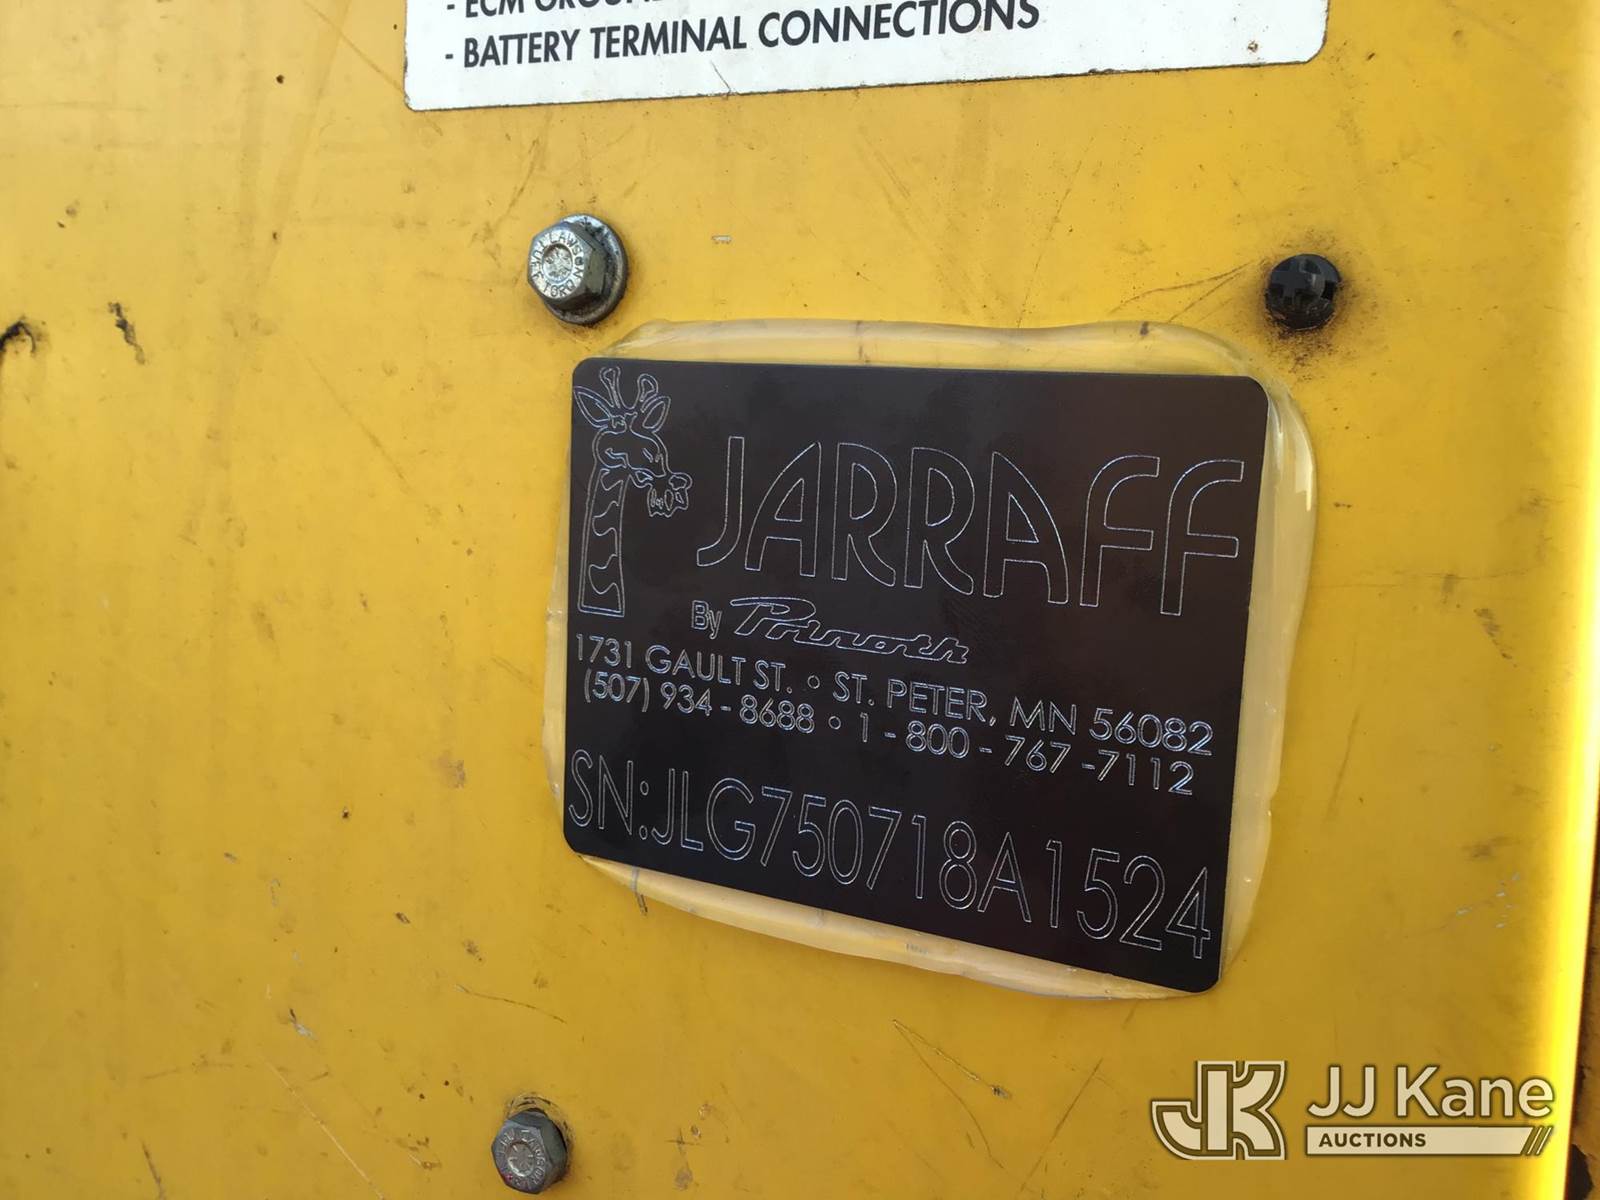 - ECM
- BATTERY TERMINAL CONNECTIONS
JARRAFF
By Prinoth
1731 GAULT ST. • ST. PETER, MN 56082
(507) 934 - 8688 • 1 - 800 - 767 -7112
SN:JLG750718A1524
JJ Kane
AUCTIONS